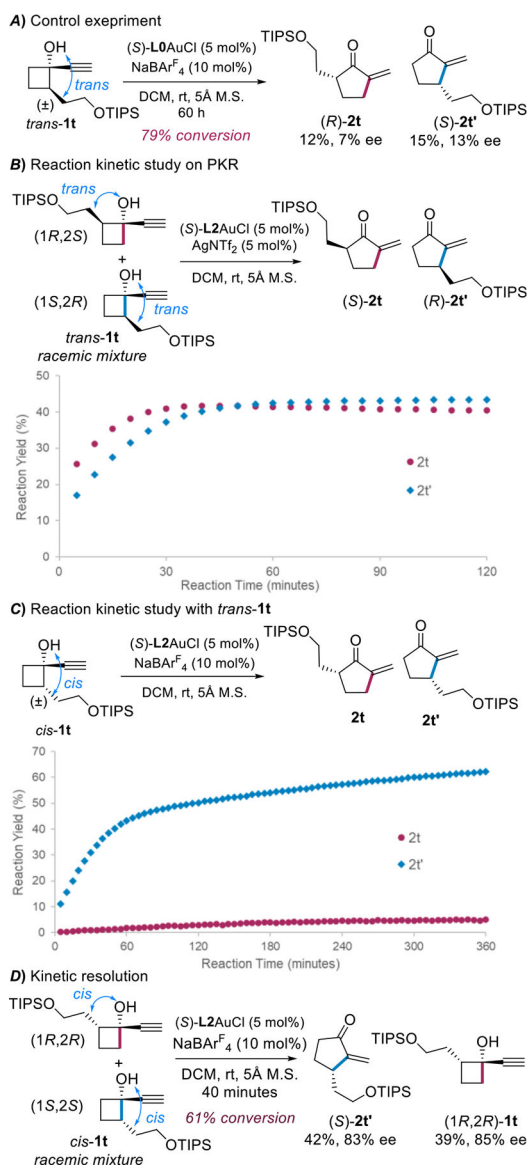 A) Control exepriment
OH
trans
(±)
OTIPS
trans-1t
(S)-L0AuCl (5 mol%)
NaBArF4 (10 mol%)
DCM, rt, 5Å M.S.
60 h
79% conversion
TIPSO
O
(R)-2t
12%, 7% ee
O
OTIPS
(S)-2t'
15%, 13% ee
B) Reaction kinetic study on PKR
trans
TIPSO
OH
(1R,2S)
+
OH
(1S,2R)
trans
OTIPS
trans-1t
racemic mixture
(S)-L2AuCl (5 mol%)
AgNTf2 (5 mol%)
DCM, rt, 5Å M.S.
TIPSO
O
(S)-2t
O
OTIPS
(R)-2t'
50
40
30
20
10
0
Reaction Yield (%)
2t
2t'
0 30 60 90 120
Reaction Time (minutes)
C) Reaction kinetic study with trans-1t
OH
cis
(±)
OTIPS
cis-1t
(S)-L2AuCl (5 mol%)
NaBArF4 (10 mol%)
DCM, rt, 5Å M.S.
TIPSO
O
2t
O
OTIPS
2t'
70
60
50
40
30
20
10
0
Reaction Yield (%)
2t
2t'
0 60 120 180 240 300 360
Reaction Time (minutes)
D) Kinetic resolution
cis
TIPSO
OH
(1R,2R)
+
OH
(1S,2S)
cis
OTIPS
cis-1t
racemic mixture
(S)-L2AuCl (5 mol%)
NaBArF4 (10 mol%)
DCM, rt, 5Å M.S.
40 minutes
61% conversion
O
OTIPS
(S)-2t'
42%, 83% ee
TIPSO
OH
(1R,2R)-1t
39%, 85% ee